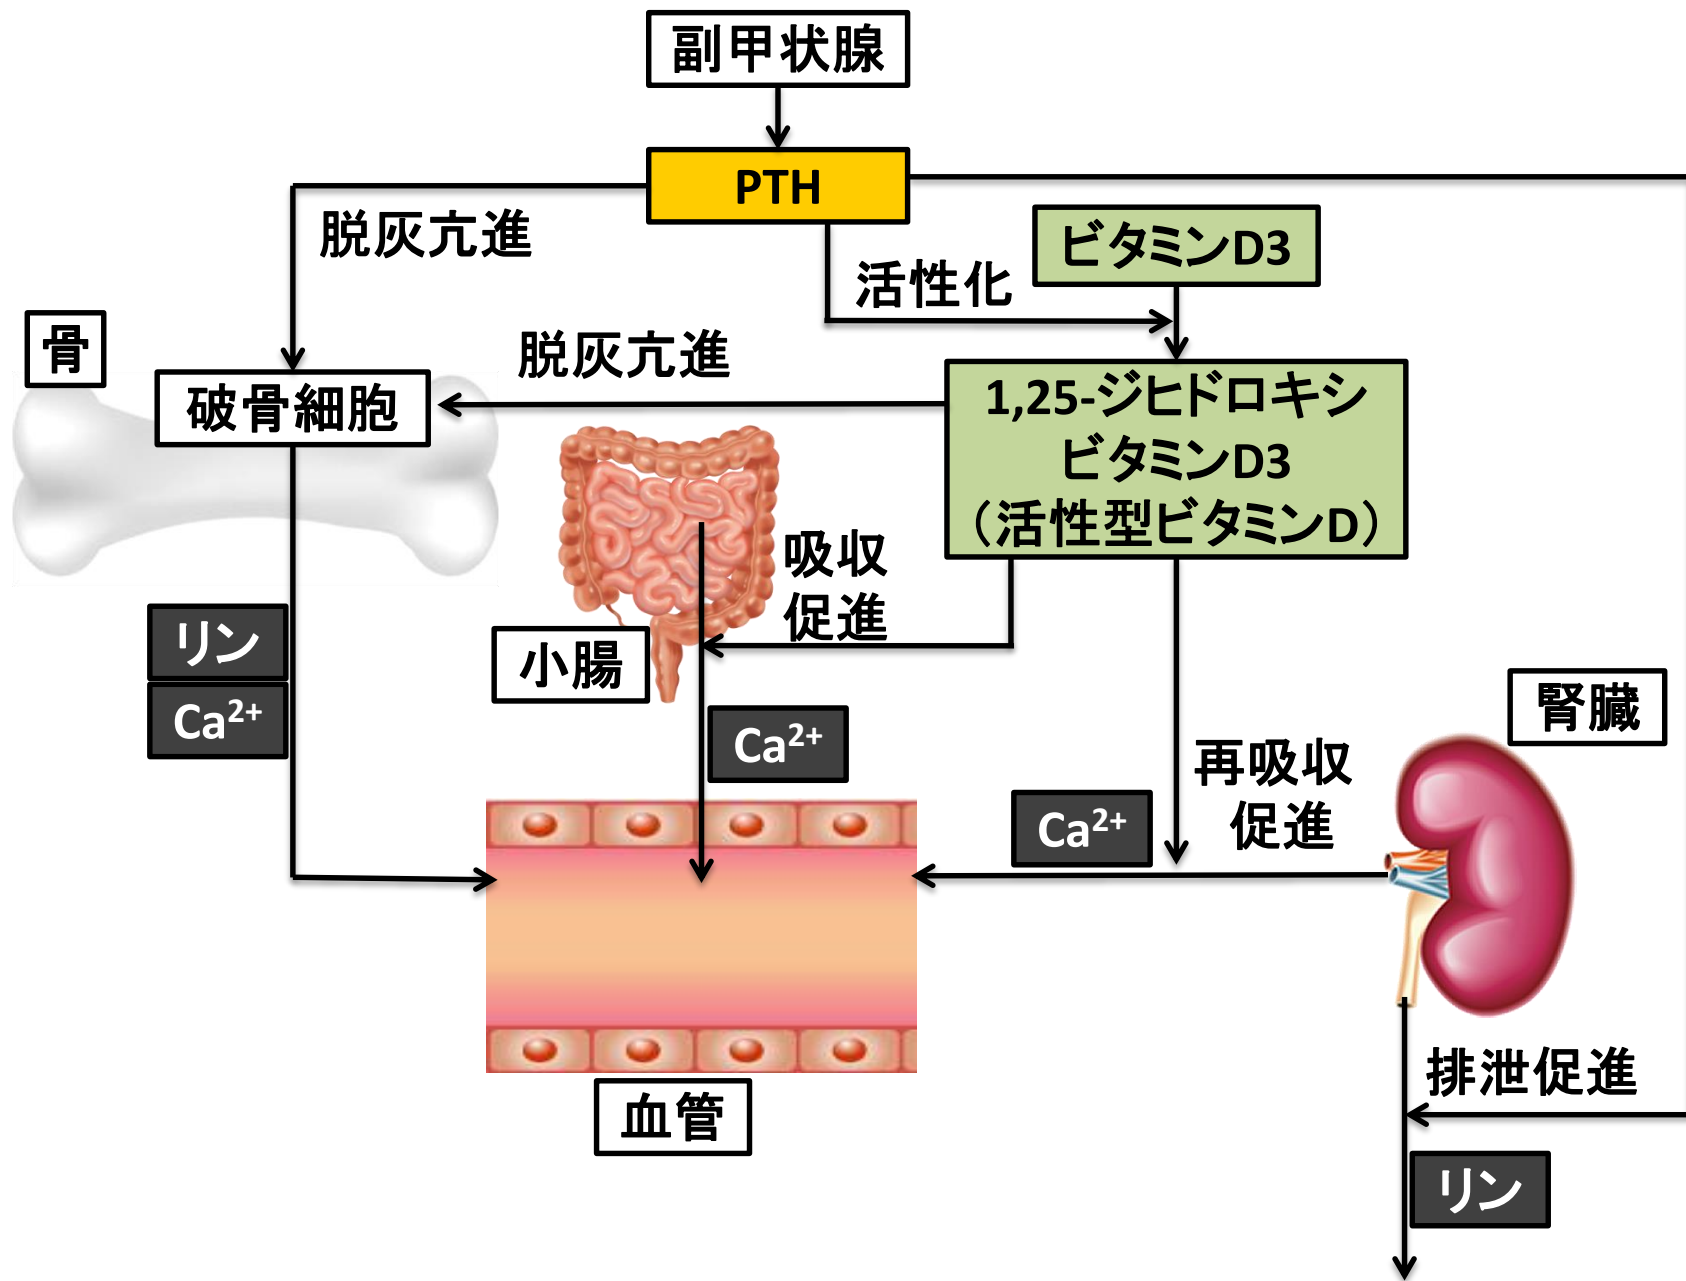 副甲状腺
PTH
脱灰亢進
ビタミンD3
活性化
骨
脱灰亢進
破骨細胞
1,25-ジヒドロキシ
ビタミンD3
（活性型ビタミンD）
吸収
促進
リン
Ca²⁺
小腸
Ca²⁺
腎臓
再吸収
促進
Ca²⁺
排泄促進
血管
リン